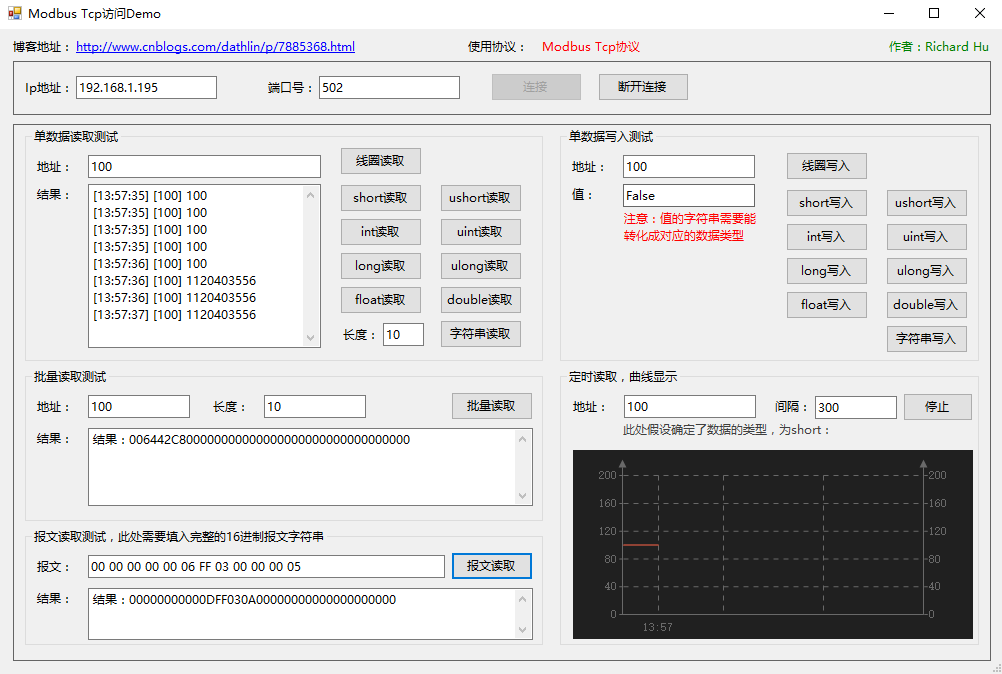 Modbus Tcp访问Demo
博客地址： http://www.cnblogs.com/dathlin/p/7885368.html 使用协议： Modbus Tcp协议 作者：Richard Hu
Ip地址： 192.168.1.195 端口号： 502 连接 断开连接
单数据读取测试
地址： 100 线圈读取
结果： [13:57:35] [100] 100
[13:57:35] [100] 100
[13:57:35] [100] 100
[13:57:35] [100] 100
[13:57:36] [100] 100
[13:57:36] [100] 1120403556
[13:57:36] [100] 1120403556
[13:57:37] [100] 1120403556
short读取 ushort读取
int读取 uint读取
long读取 ulong读取
float读取 double读取
长度： 10 字符串读取
单数据写入测试
地址： 100 线圈写入
值： False
注意：值的字符串需要能
转化成对应的数据类型
short写入 ushort写入
int写入 uint写入
long写入 ulong写入
float写入 double写入
字符串写入
批量读取测试
地址： 100 长度： 10 批量读取
结果： 结果：006442C80000000000000000000000000000000
报文读取测试，此处需要填入完整的16进制报文字符串
报文： 00 00 00 00 00 06 FF 03 00 00 00 05 报文读取
结果： 结果：00000000000DFF030A00000000000000000000
定时读取，曲线显示
地址： 100 间隔： 300 停止
此处假设确定了数据的类型，为short：
200 200
160 160
120 120
80 80
40 40
0 0
13:57